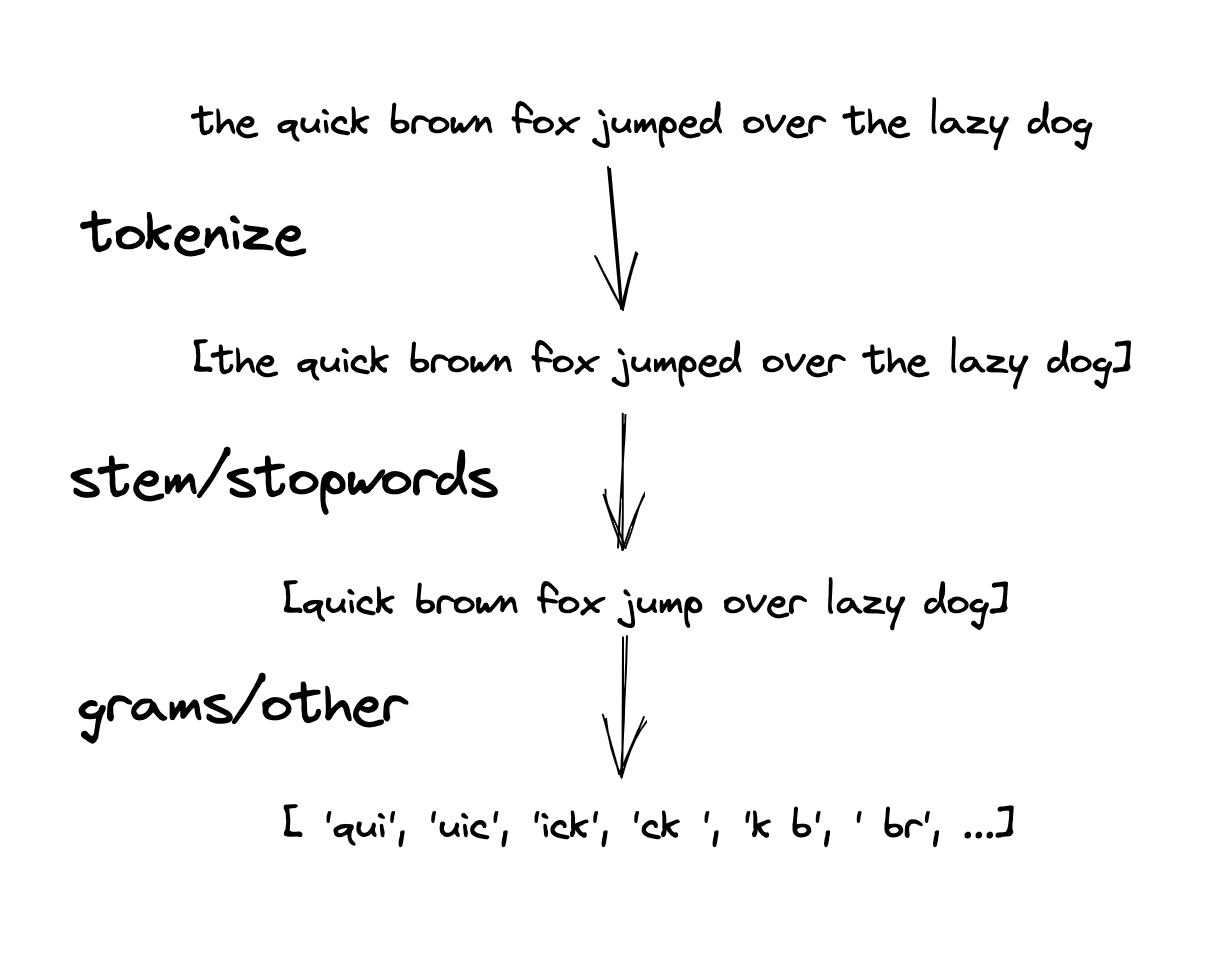 the quick brown fox jumped over the lazy dog
tokenize
[the quick brown fox jumped over the lazy dog]
stem/stopwords
[quick brown fox jump over lazy dog]
grams/other
[ 'qui', 'uic', 'ick', 'ck ', 'k b', ' br', ...]